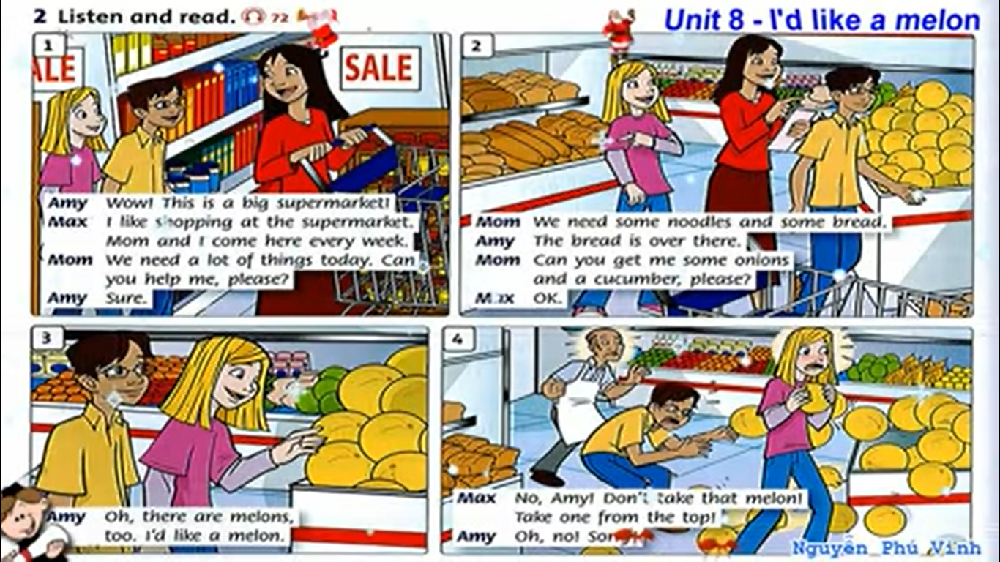 2 Listen and read. 72
Unit 8 - I'd like a melon
1
ALE
SALE
Amy Wow! This is a big supermarket!
Max I like shopping at the supermarket.
Mom and I come here every week.
Mom We need a lot of things today. Can
you help me, please?
Amy Sure.
2
Mom We need some noodles and some bread.
Amy The bread is over there.
Mom Can you get me some onions
and a cucumber, please?
Max OK.
3
Amy Oh, there are melons,
too. I'd like a melon.
4
Max No, Amy! Don't take that melon!
Take one from the top!
Amy Oh, no!
Nguyễn_Phú_Vinh